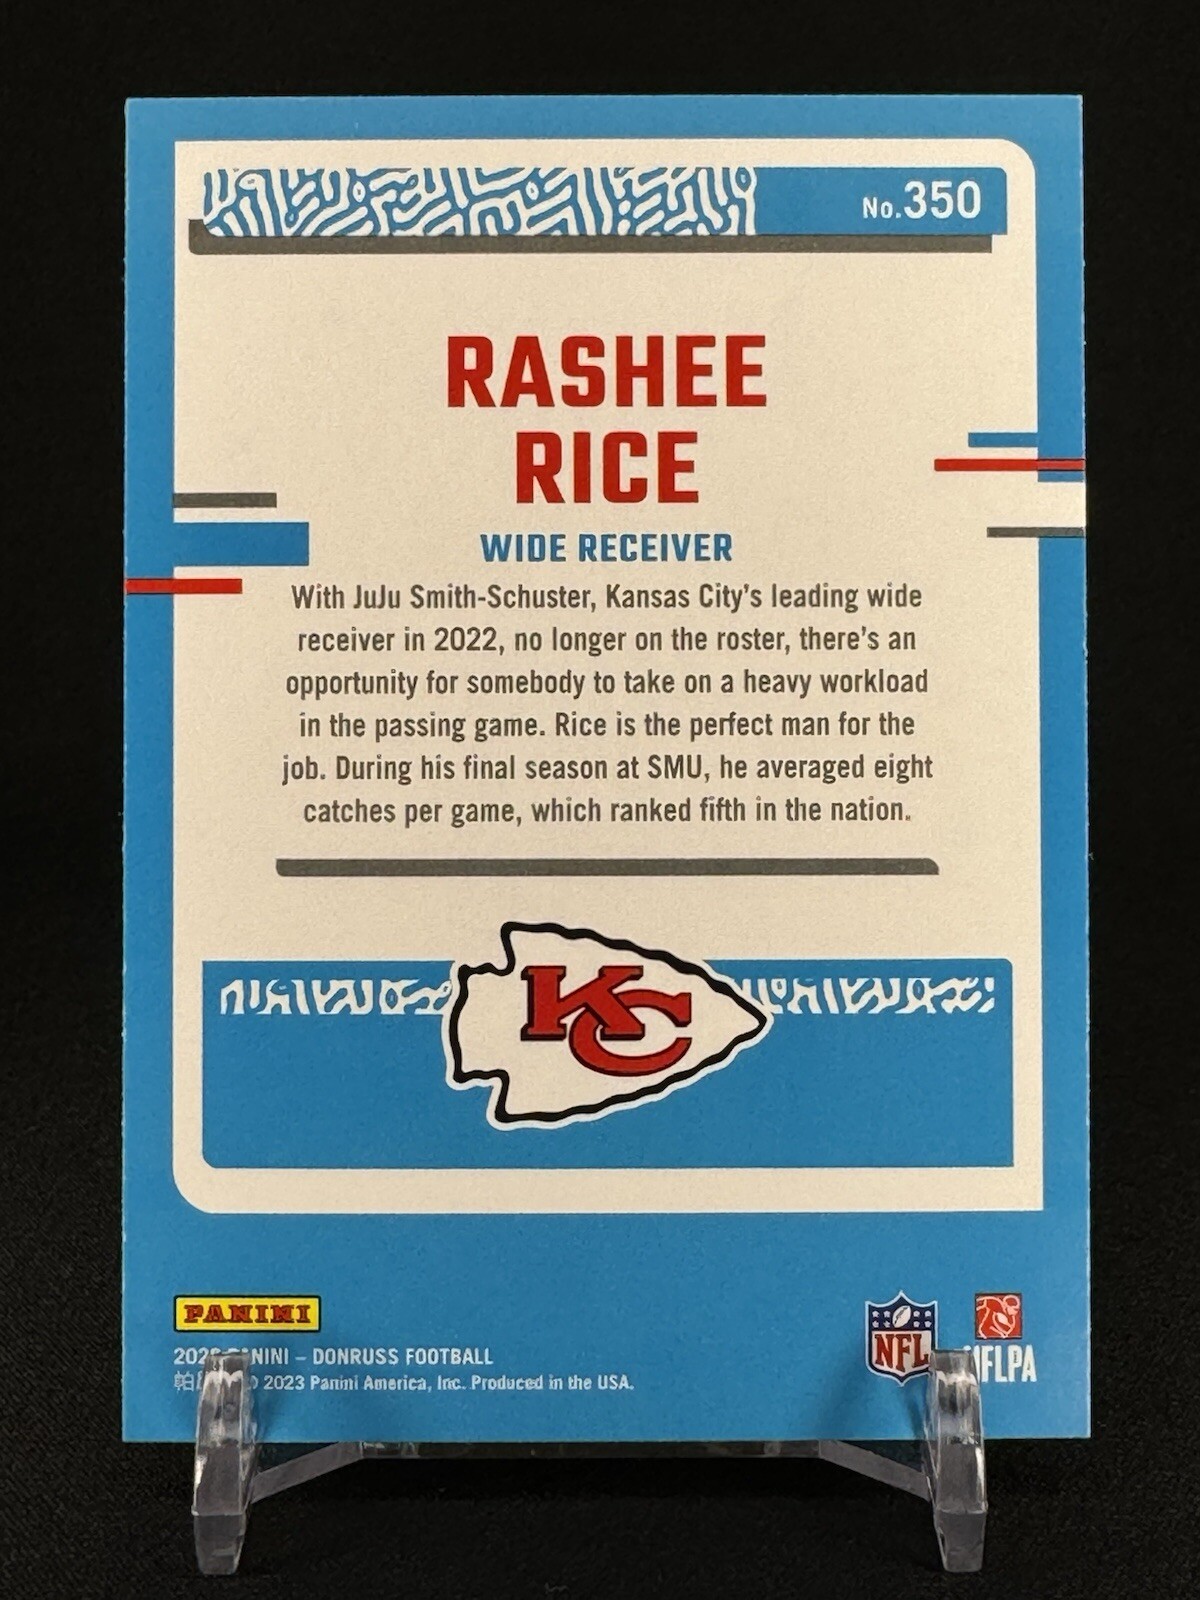 No.350
RASHEE
RICE
WIDE RECEIVER
With JuJu Smith-Schuster, Kansas City's leading wide
receiver in 2022, no longer on the roster, there's an
opportunity for somebody to take on a heavy workload
in the passing game. Rice is the perfect man for the
job. During his final season at SMU, he averaged eight
catches per game, which ranked fifth in the nation.
KC
PANINI
PANINI – DONRUSS FOOTBALL
© 2023 Panini America, Inc. Produced in the USA.
NFL
NFLPA